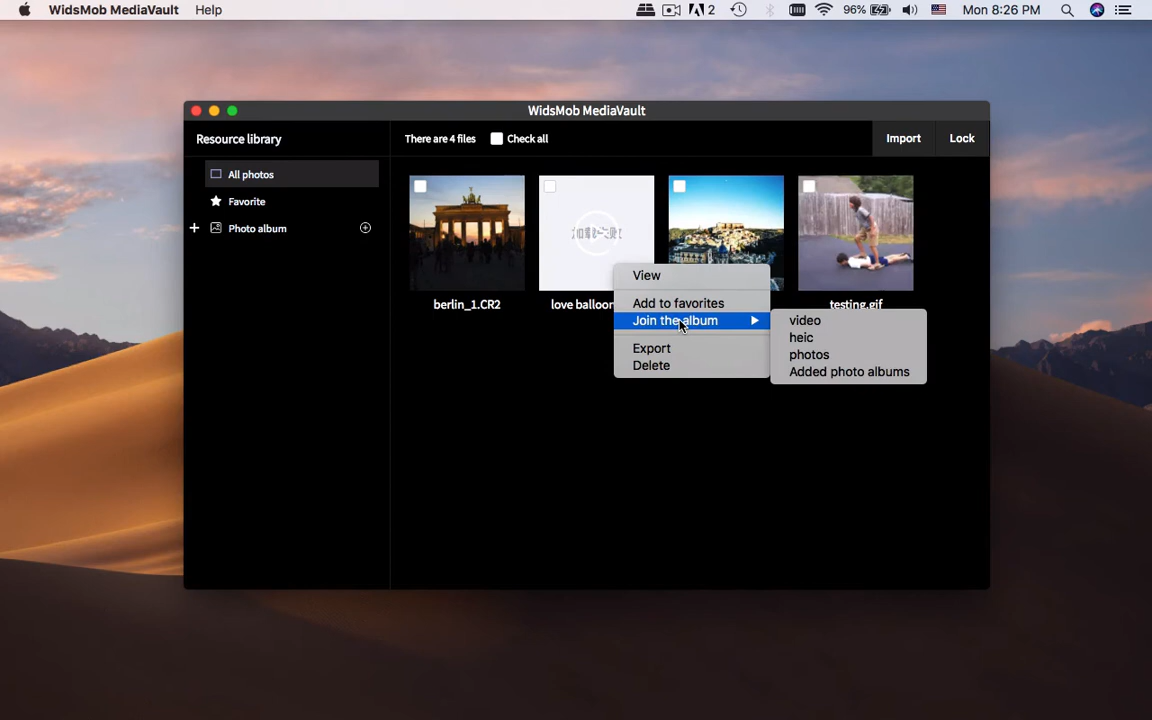 WidsMob MediaVault Help 2 96% Mon 8:26 PM
WidsMob MediaVault
Resource library
There are 4 files Check all
Import Lock
All photos
Favorite
Photo album
berlin_1.CR2
love balloon
testing.gif
View
Add to favorites
Join the album
Export
Delete
video
heic
photos
Added photo albums